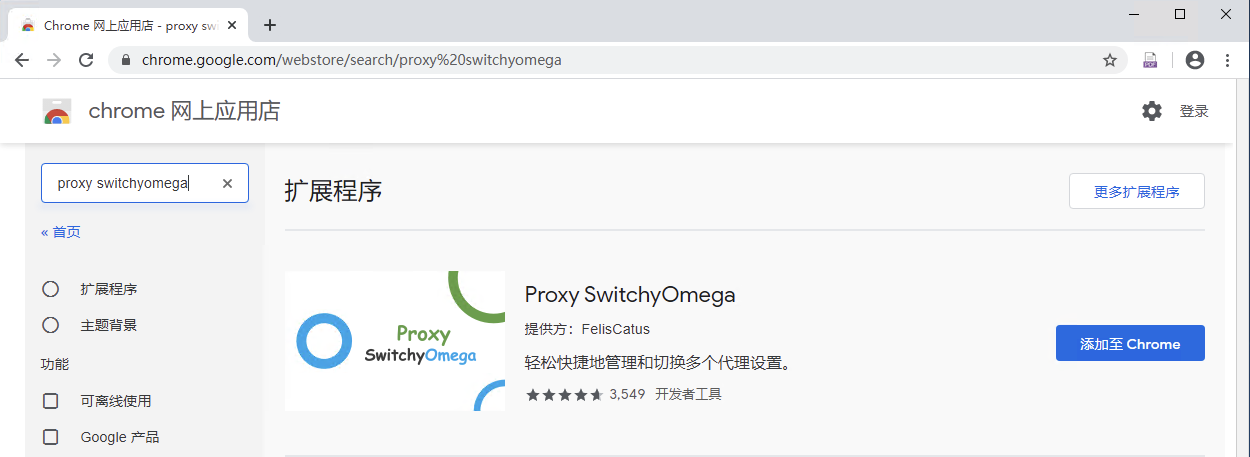 Chrome 网上应用店 - proxy sw
chrome.google.com/webstore/search/proxy%20switchyomega
PDF
chrome 网上应用店
登录
proxy switchyomega
扩展程序
更多扩展程序
« 首页
扩展程序
主题背景
功能
可离线使用
Google 产品
Proxy
SwitchyOmega
Proxy SwitchyOmega
提供方：FelisCatus
轻松快捷地管理和切换多个代理设置。
3,549 开发者工具
添加至 Chrome